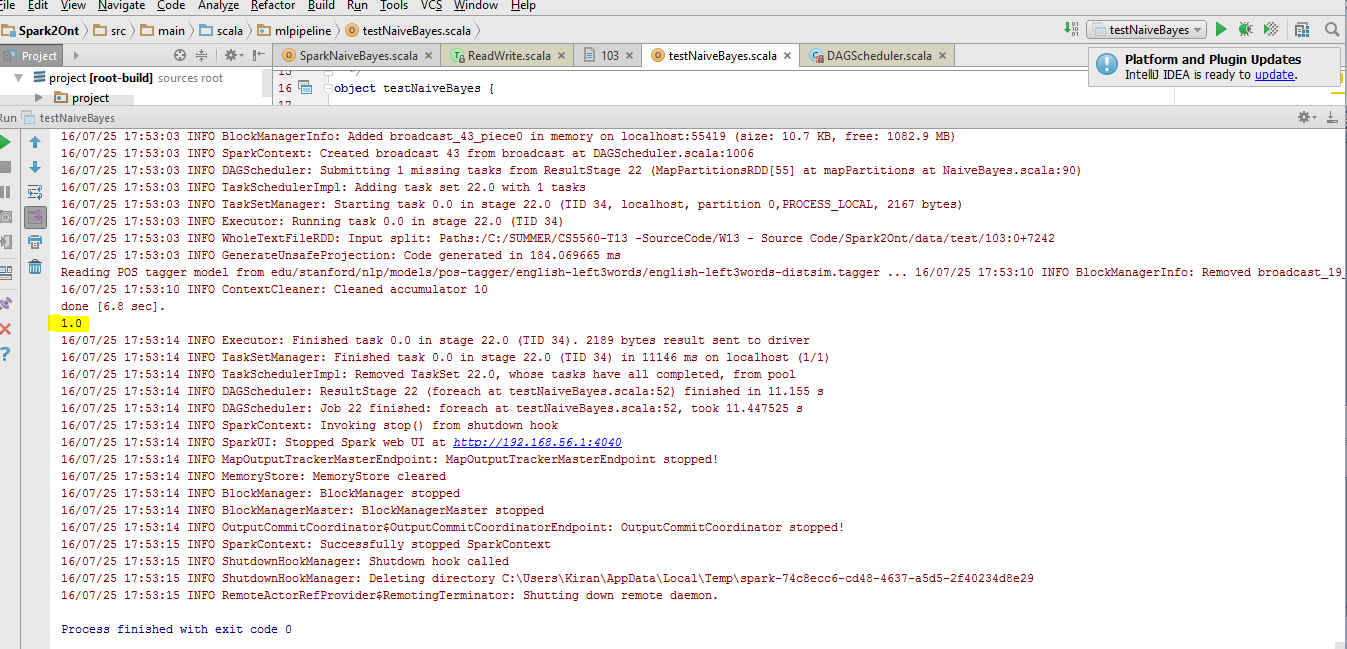 File Edit View Navigate Code Analyze Refactor Build Run Tools VCS Window Help
Spark2Ont src main scala mlpipeline testNaiveBayes.scala testNaiveBayes
Project SparkNaiveBayes.scala ReadWrite.scala 103 testNaiveBayes.scala DAGScheduler.scala
Platform and Plugin Updates
IntelliJ IDEA is ready to update.
project [root-build] sources root
project
15 */
16 object testNaiveBayes {
17
Run testNaiveBayes
16/07/25 17:53:03 INFO BlockManagerInfo: Added broadcast_43_piece0 in memory on localhost:55419 (size: 10.7 KB, free: 1082.9 MB)
16/07/25 17:53:03 INFO SparkContext: Created broadcast 43 from broadcast at DAGScheduler.scala:1006
16/07/25 17:53:03 INFO DAGScheduler: Submitting 1 missing tasks from ResultStage 22 (MapPartitionsRDD[55] at mapPartitions at NaiveBayes.scala:90)
16/07/25 17:53:03 INFO TaskSchedulerImpl: Adding task set 22.0 with 1 tasks
16/07/25 17:53:03 INFO TaskSetManager: Starting task 0.0 in stage 22.0 (TID 34, localhost, partition 0,PROCESS_LOCAL, 2167 bytes)
16/07/25 17:53:03 INFO Executor: Running task 0.0 in stage 22.0 (TID 34)
16/07/25 17:53:03 INFO WholeTextFileRDD: Input split: Paths:/C:/SUMMER/CS5560-T13 -SourceCode/W13 - Source Code/Spark2Ont/data/test/103:0+7242
16/07/25 17:53:03 INFO GenerateUnsafeProjection: Code generated in 184.069665 ms
Reading POS tagger model from edu/stanford/nlp/models/pos-tagger/english-left3words/english-left3words-distsim.tagger ... 16/07/25 17:53:10 INFO BlockManagerInfo: Removed broadcast_19_
16/07/25 17:53:10 INFO ContextCleaner: Cleaned accumulator 10
done [6.8 sec].
1.0
16/07/25 17:53:14 INFO Executor: Finished task 0.0 in stage 22.0 (TID 34). 2189 bytes result sent to driver
16/07/25 17:53:14 INFO TaskSetManager: Finished task 0.0 in stage 22.0 (TID 34) in 11146 ms on localhost (1/1)
16/07/25 17:53:14 INFO TaskSchedulerImpl: Removed TaskSet 22.0, whose tasks have all completed, from pool
16/07/25 17:53:14 INFO DAGScheduler: ResultStage 22 (foreach at testNaiveBayes.scala:52) finished in 11.155 s
16/07/25 17:53:14 INFO DAGScheduler: Job 22 finished: foreach at testNaiveBayes.scala:52, took 11.447525 s
16/07/25 17:53:14 INFO SparkContext: Invoking stop() from shutdown hook
16/07/25 17:53:14 INFO SparkUI: Stopped Spark web UI at http://192.168.56.1:4040
16/07/25 17:53:14 INFO MapOutputTrackerMasterEndpoint: MapOutputTrackerMasterEndpoint stopped!
16/07/25 17:53:14 INFO MemoryStore: MemoryStore cleared
16/07/25 17:53:14 INFO BlockManager: BlockManager stopped
16/07/25 17:53:14 INFO BlockManagerMaster: BlockManagerMaster stopped
16/07/25 17:53:14 INFO OutputCommitCoordinator$OutputCommitCoordinatorEndpoint: OutputCommitCoordinator stopped!
16/07/25 17:53:15 INFO SparkContext: Successfully stopped SparkContext
16/07/25 17:53:15 INFO ShutdownHookManager: Shutdown hook called
16/07/25 17:53:15 INFO ShutdownHookManager: Deleting directory C:\Users\Kiran\AppData\Local\Temp\spark-74c8ecc6-cd48-4637-a5d5-2f40234d8e29
16/07/25 17:53:15 INFO RemoteActorRefProvider$RemotingTerminator: Shutting down remote daemon.
Process finished with exit code 0